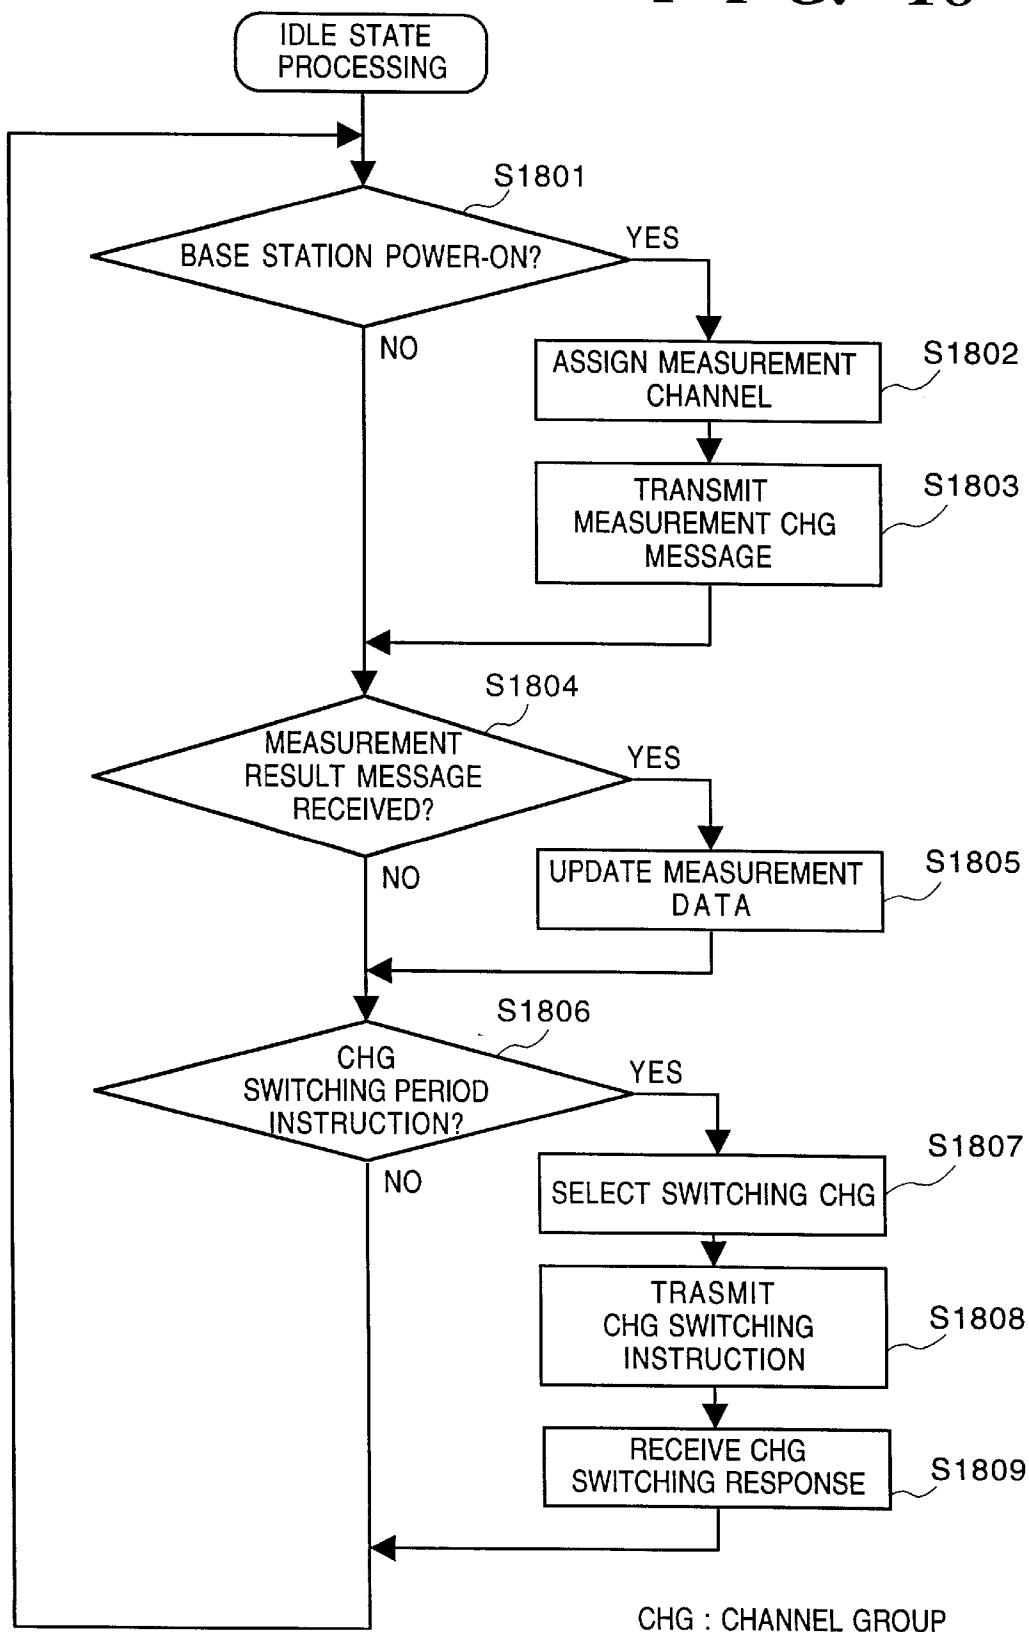 IDLE STATE
PROCESSING
S1801
BASE STATION POWER-ON?
YES
NO
ASSIGN MEASUREMENT
CHANNEL
S1802
TRANSMIT
MEASUREMENT CHG
MESSAGE
S1803
S1804
MEASUREMENT
RESULT MESSAGE
RECEIVED?
YES
NO
UPDATE MEASUREMENT
DATA
S1805
S1806
CHG
SWITCHING PERIOD
INSTRUCTION?
YES
NO
S1807
SELECT SWITCHING CHG
TRASMIT
CHG SWITCHING
INSTRUCTION
S1808
RECEIVE CHG
SWITCHING RESPONSE
S1809
CHG : CHANNEL GROUP